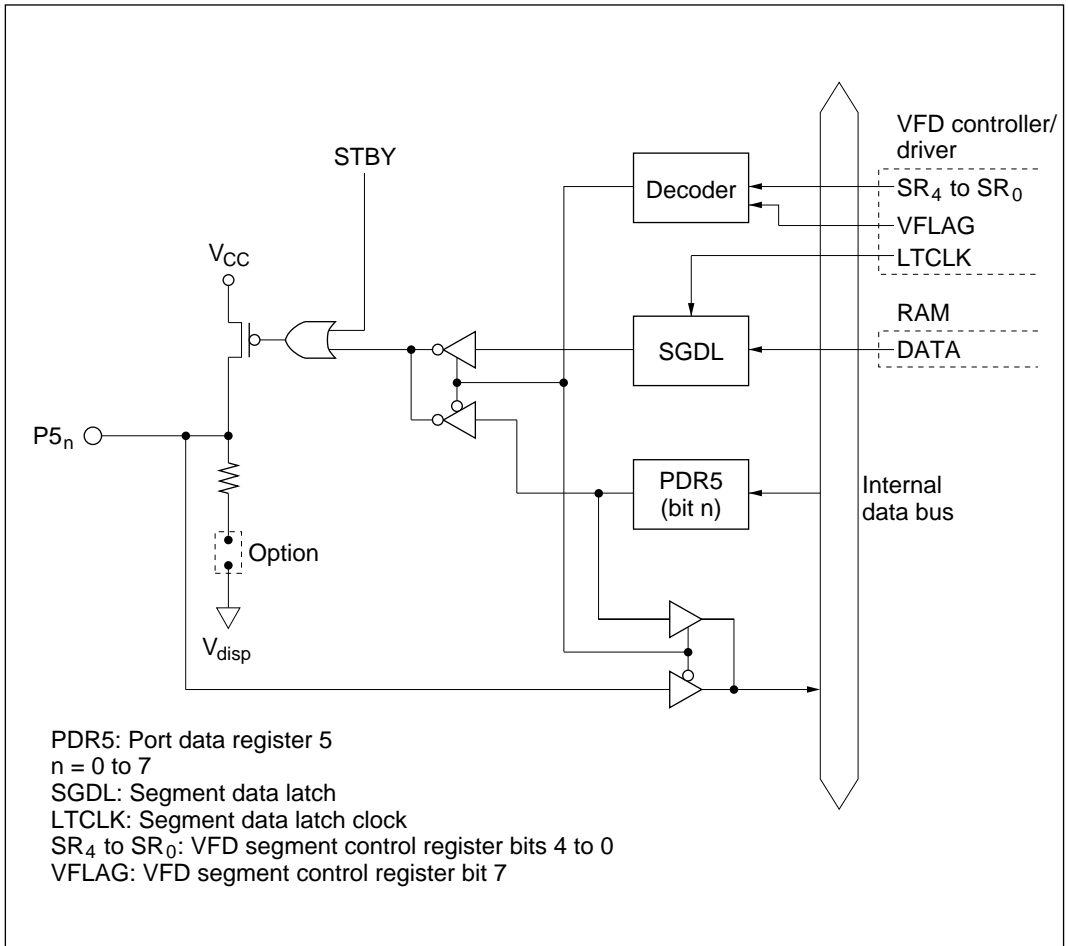 VFD controller/
driver
STBY
Decoder
SR4 to SR0
VFLAG
LTCLK
VCC
RAM
SGDL
DATA
P5n
PDR5
(bit n)
Internal
data bus
Option
Vdisp
PDR5: Port data register 5
n = 0 to 7
SGDL: Segment data latch
LTCLK: Segment data latch clock
SR4 to SR0: VFD segment control register bits 4 to 0
VFLAG: VFD segment control register bit 7